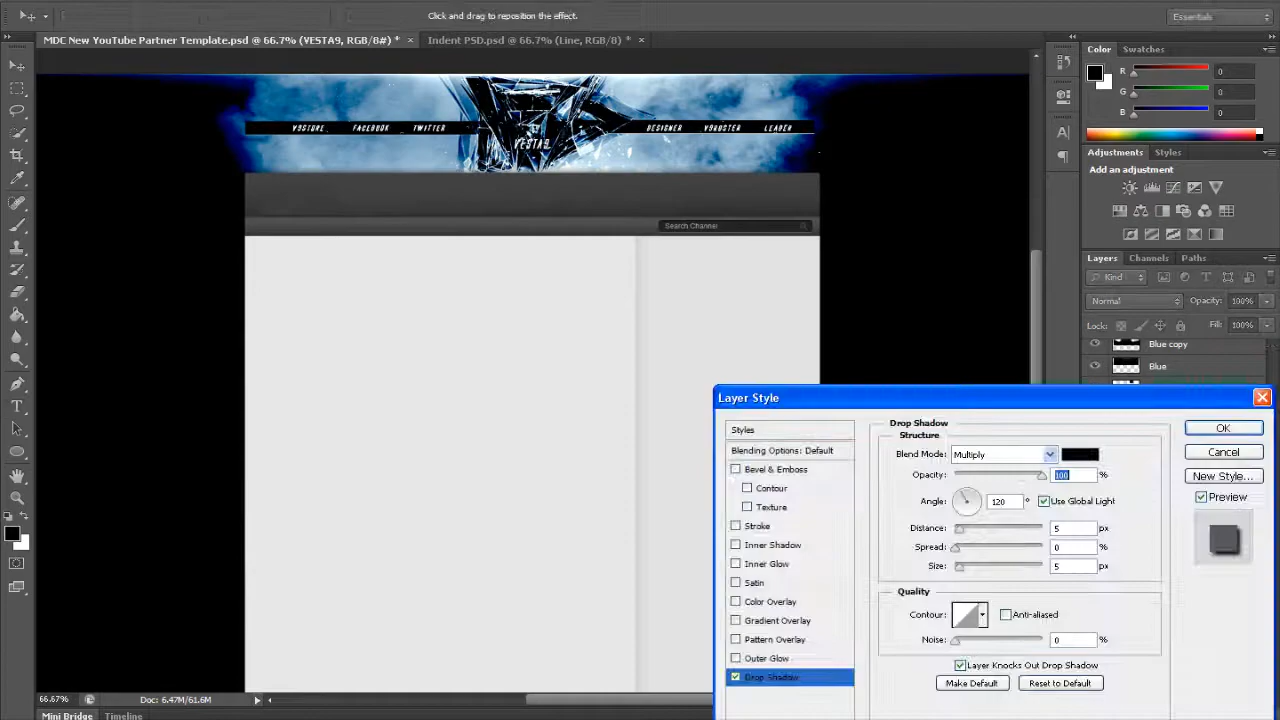 Click and drag to reposition the effect.
Essentials
MDC New YouTube Partner Template.psd @ 66.7% (VESTA9, RGB/8#) * ×
Indent PSD.psd @ 66.7% (Line, RGB/8) * ×
Color Swatches
R 0
G 0
B 0
V9STORE FACEBOOK TWITTER
DESIGNER V9ROSTER LEADER
VESTA9
Search Channel
Adjustments Styles
Add an adjustment
Layers Channels Paths
Kind
Normal Opacity: 100%
Lock: Fill: 100%
Blue copy
Blue
Layer Style
Styles
Blending Options: Default
Bevel & Emboss
Contour
Texture
Stroke
Inner Shadow
Inner Glow
Satin
Color Overlay
Gradient Overlay
Pattern Overlay
Outer Glow
Drop Shadow
Drop Shadow
Structure
Blend Mode: Multiply
Opacity: 100 %
Angle: 120 ° Use Global Light
Distance: 5 px
Spread: 0 %
Size: 5 px
Quality
Contour: Anti-aliased
Noise: 0 %
Layer Knocks Out Drop Shadow
Make Default Reset to Default
OK
Cancel
New Style...
Preview
66.67% Doc: 6.47M/61.6M
Mini Bridge Timeline